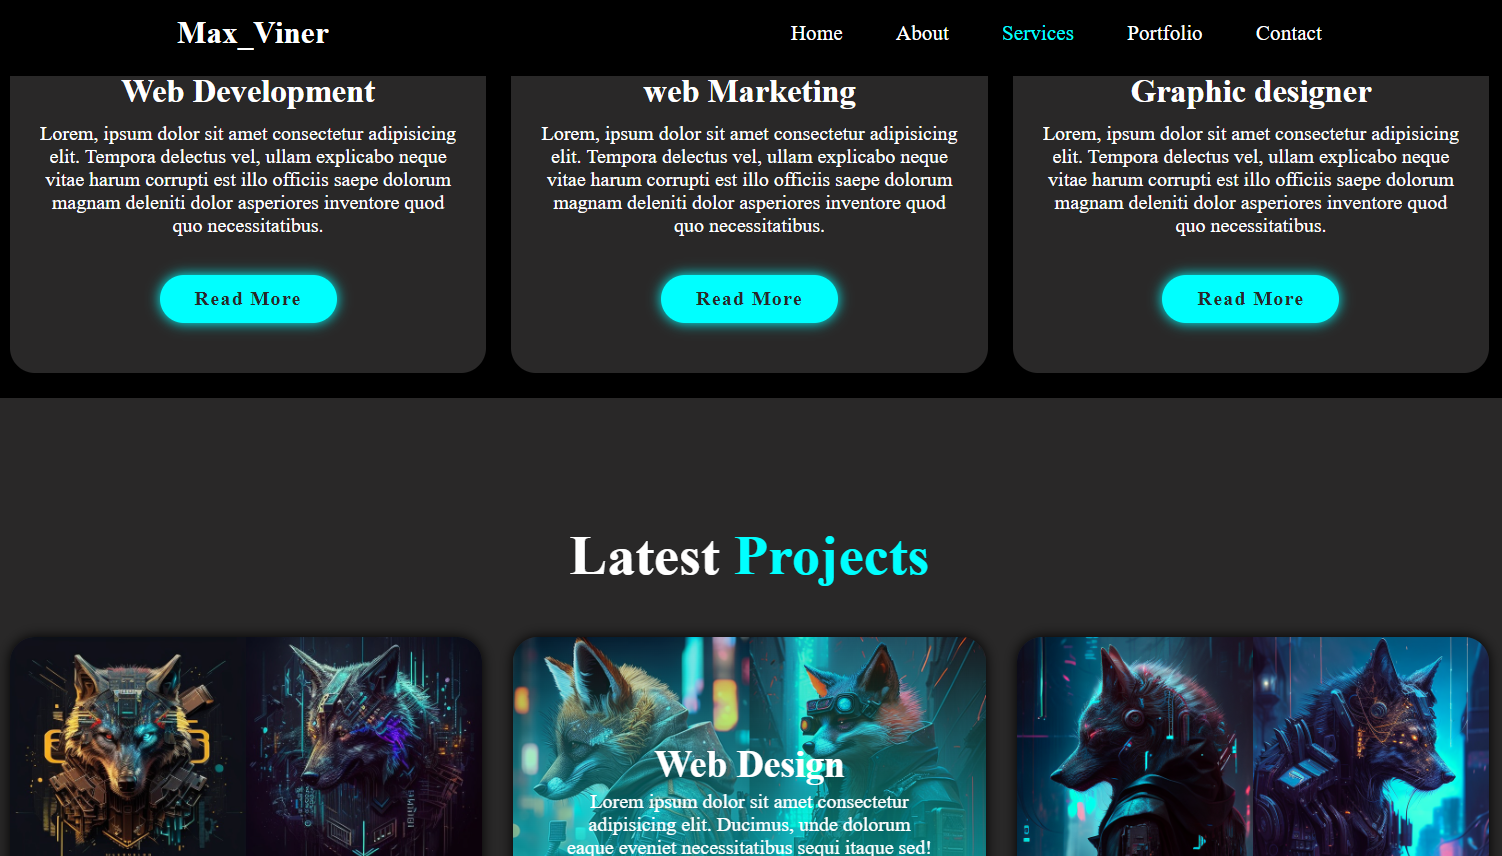 Max_Viner
Home About Services Portfolio Contact
Web Development
Lorem, ipsum dolor sit amet consectetur adipisicing
elit. Tempora delectus vel, ullam explicabo neque
vitae harum corrupti est illo officiis saepe dolorum
magnam deleniti dolor asperiores inventore quod
quo necessitatibus.
Read More
web Marketing
Lorem, ipsum dolor sit amet consectetur adipisicing
elit. Tempora delectus vel, ullam explicabo neque
vitae harum corrupti est illo officiis saepe dolorum
magnam deleniti dolor asperiores inventore quod
quo necessitatibus.
Read More
Graphic designer
Lorem, ipsum dolor sit amet consectetur adipisicing
elit. Tempora delectus vel, ullam explicabo neque
vitae harum corrupti est illo officiis saepe dolorum
magnam deleniti dolor asperiores inventore quod
quo necessitatibus.
Read More
Latest Projects
Web Design
Lorem ipsum dolor sit amet consectetur
adipisicing elit. Ducimus, unde dolorum
eaque eveniet necessitatibus sequi itaque sed!